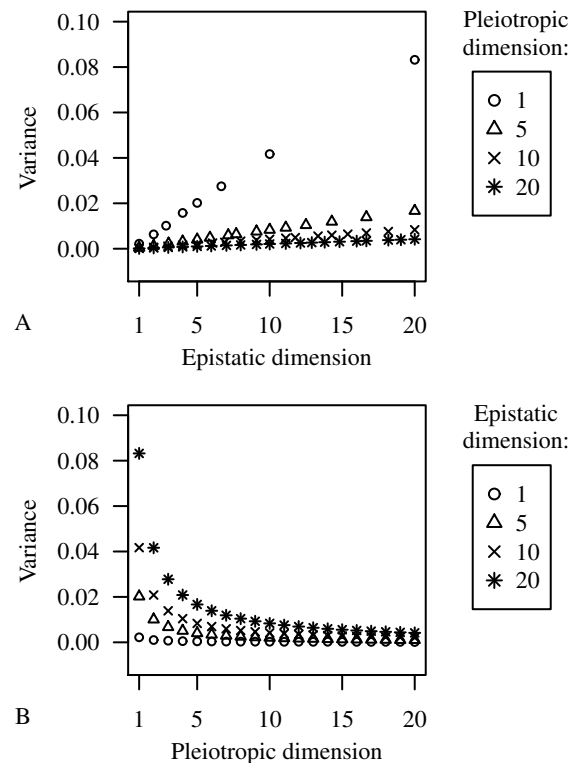 0.10
0.08
0.06
0.04
0.02
0.00
Variance
1 5 10 15 20
Epistatic dimension
A
Pleiotropic
dimension:
1
5
10
20
0.10
0.08
0.06
0.04
0.02
0.00
Variance
1 5 10 15 20
Pleiotropic dimension
B
Epistatic
dimension:
1
5
10
20